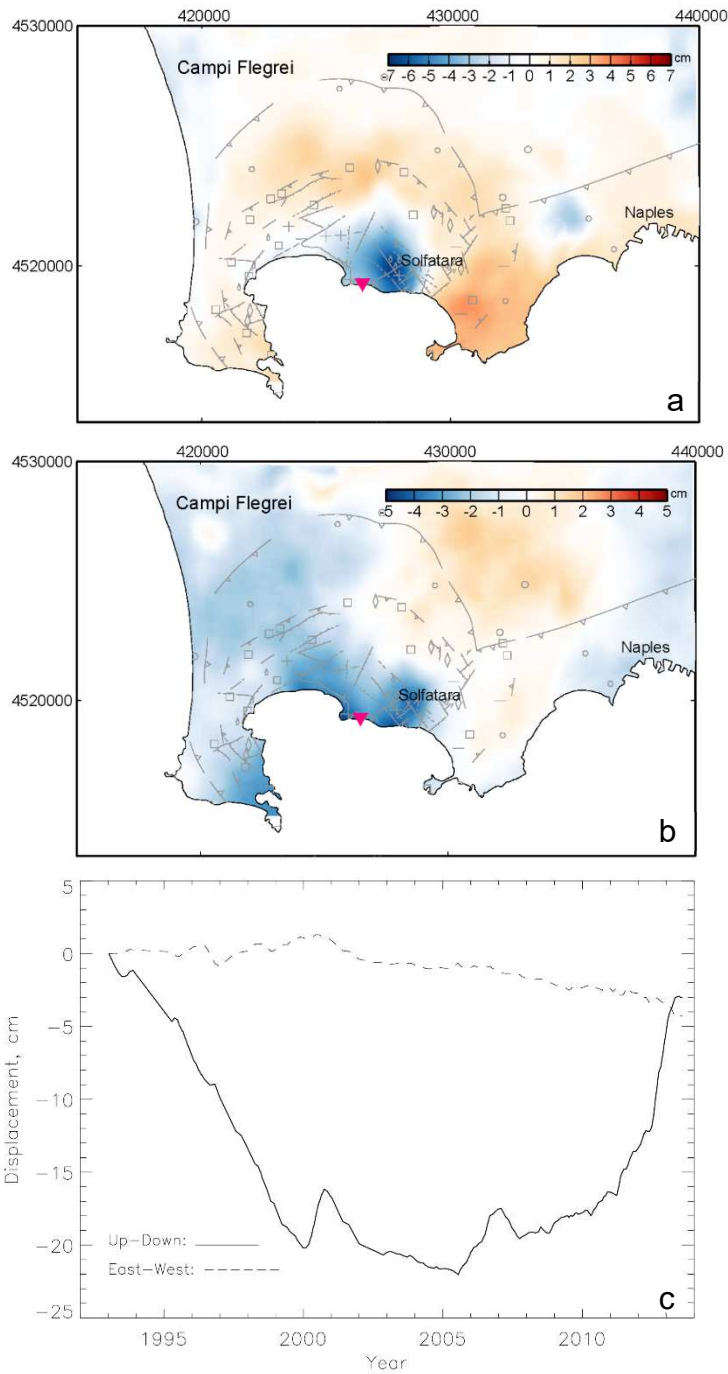 420000 430000 440000
4530000
Campi Flegrei
cm
-7 -6 -5 -4 -3 -2 -1 0 1 2 3 4 5 6 7
Naples
Solfatara
4520000
a
420000 430000 440000
4530000
Campi Flegrei
cm
-5 -4 -3 -2 -1 0 1 2 3 4 5
Naples
Solfatara
4520000
b
5
0
-5
-10
-15
-20
-25
Displacement, cm
Up-Down:
East-West:
c
1995 2000 2005 2010
Year